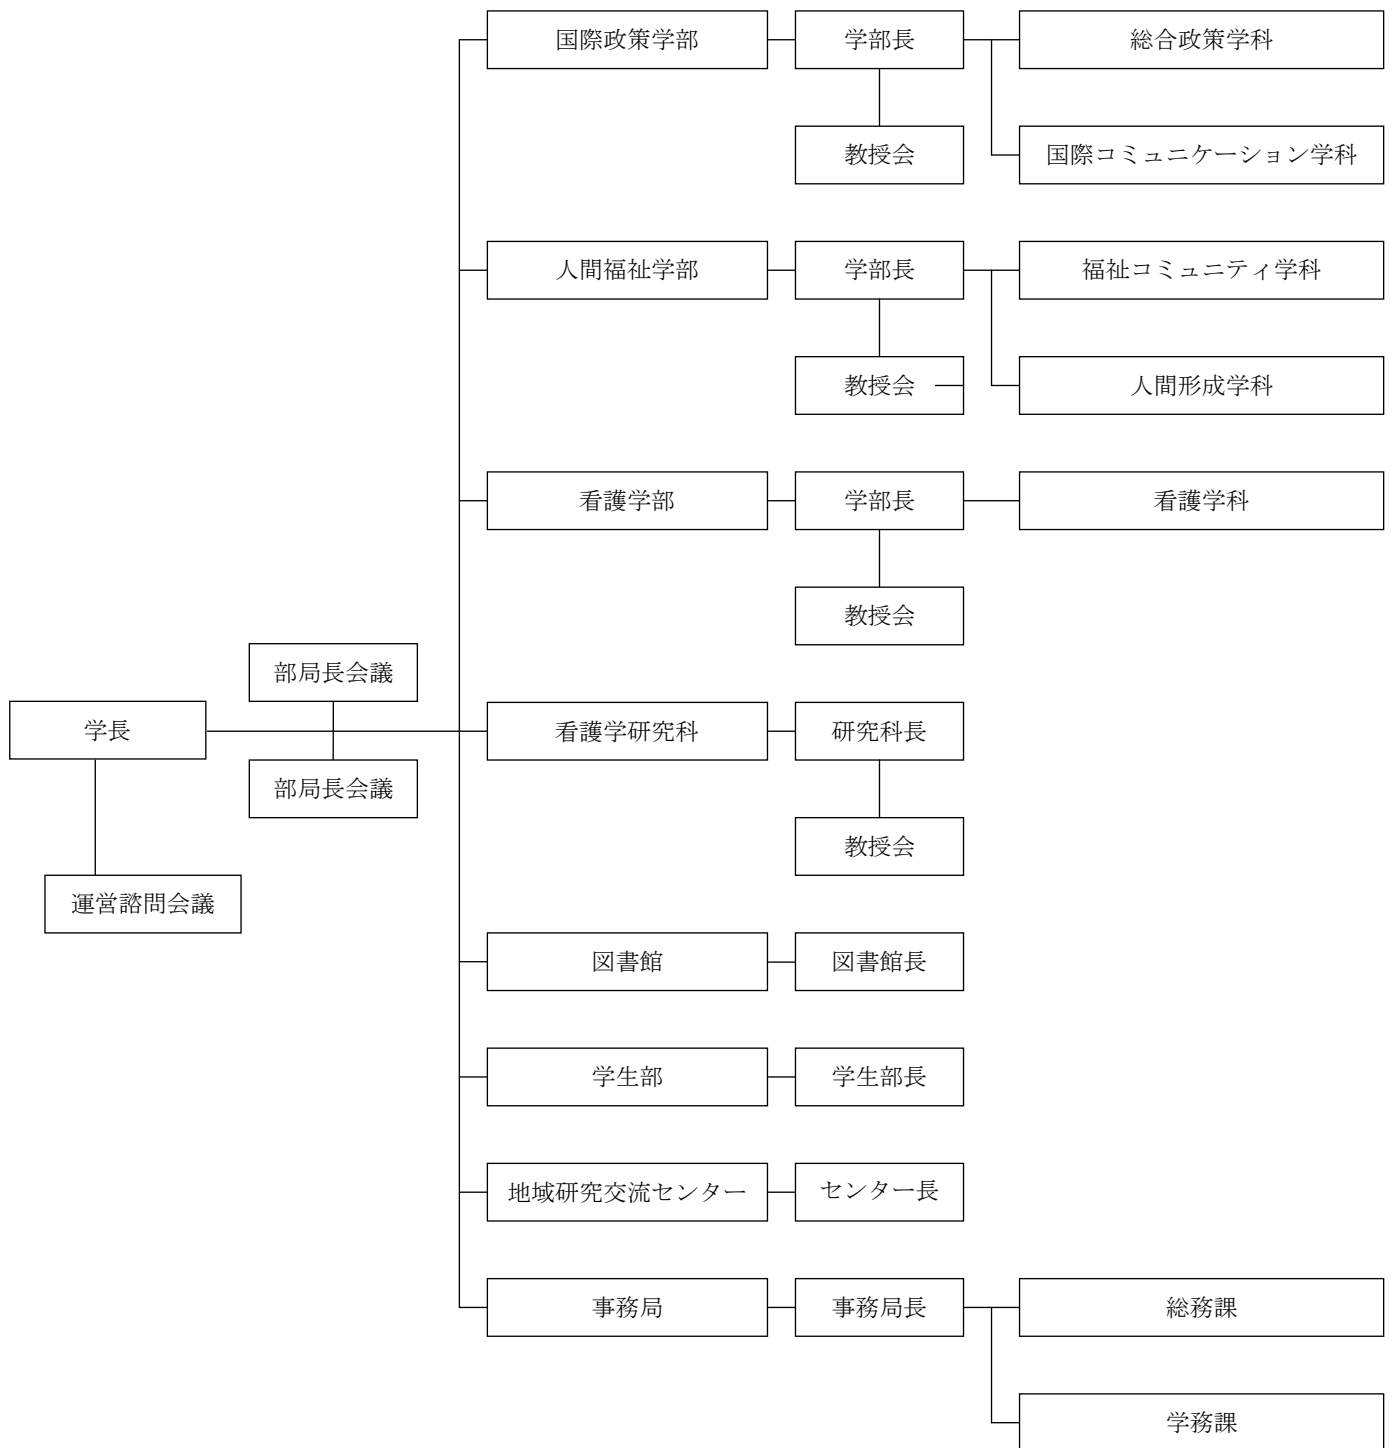 国際政策学部
学部長
総合政策学科
教授会
国際コミュニケーション学科
人間福祉学部
学部長
福祉コミュニティ学科
教授会
人間形成学科
看護学部
学部長
看護学科
教授会
部局長会議
学長
看護学研究科
研究科長
部局長会議
教授会
運営諮問会議
図書館
図書館長
学生部
学生部長
地域研究交流センター
センター長
事務局
事務局長
総務課
学務課